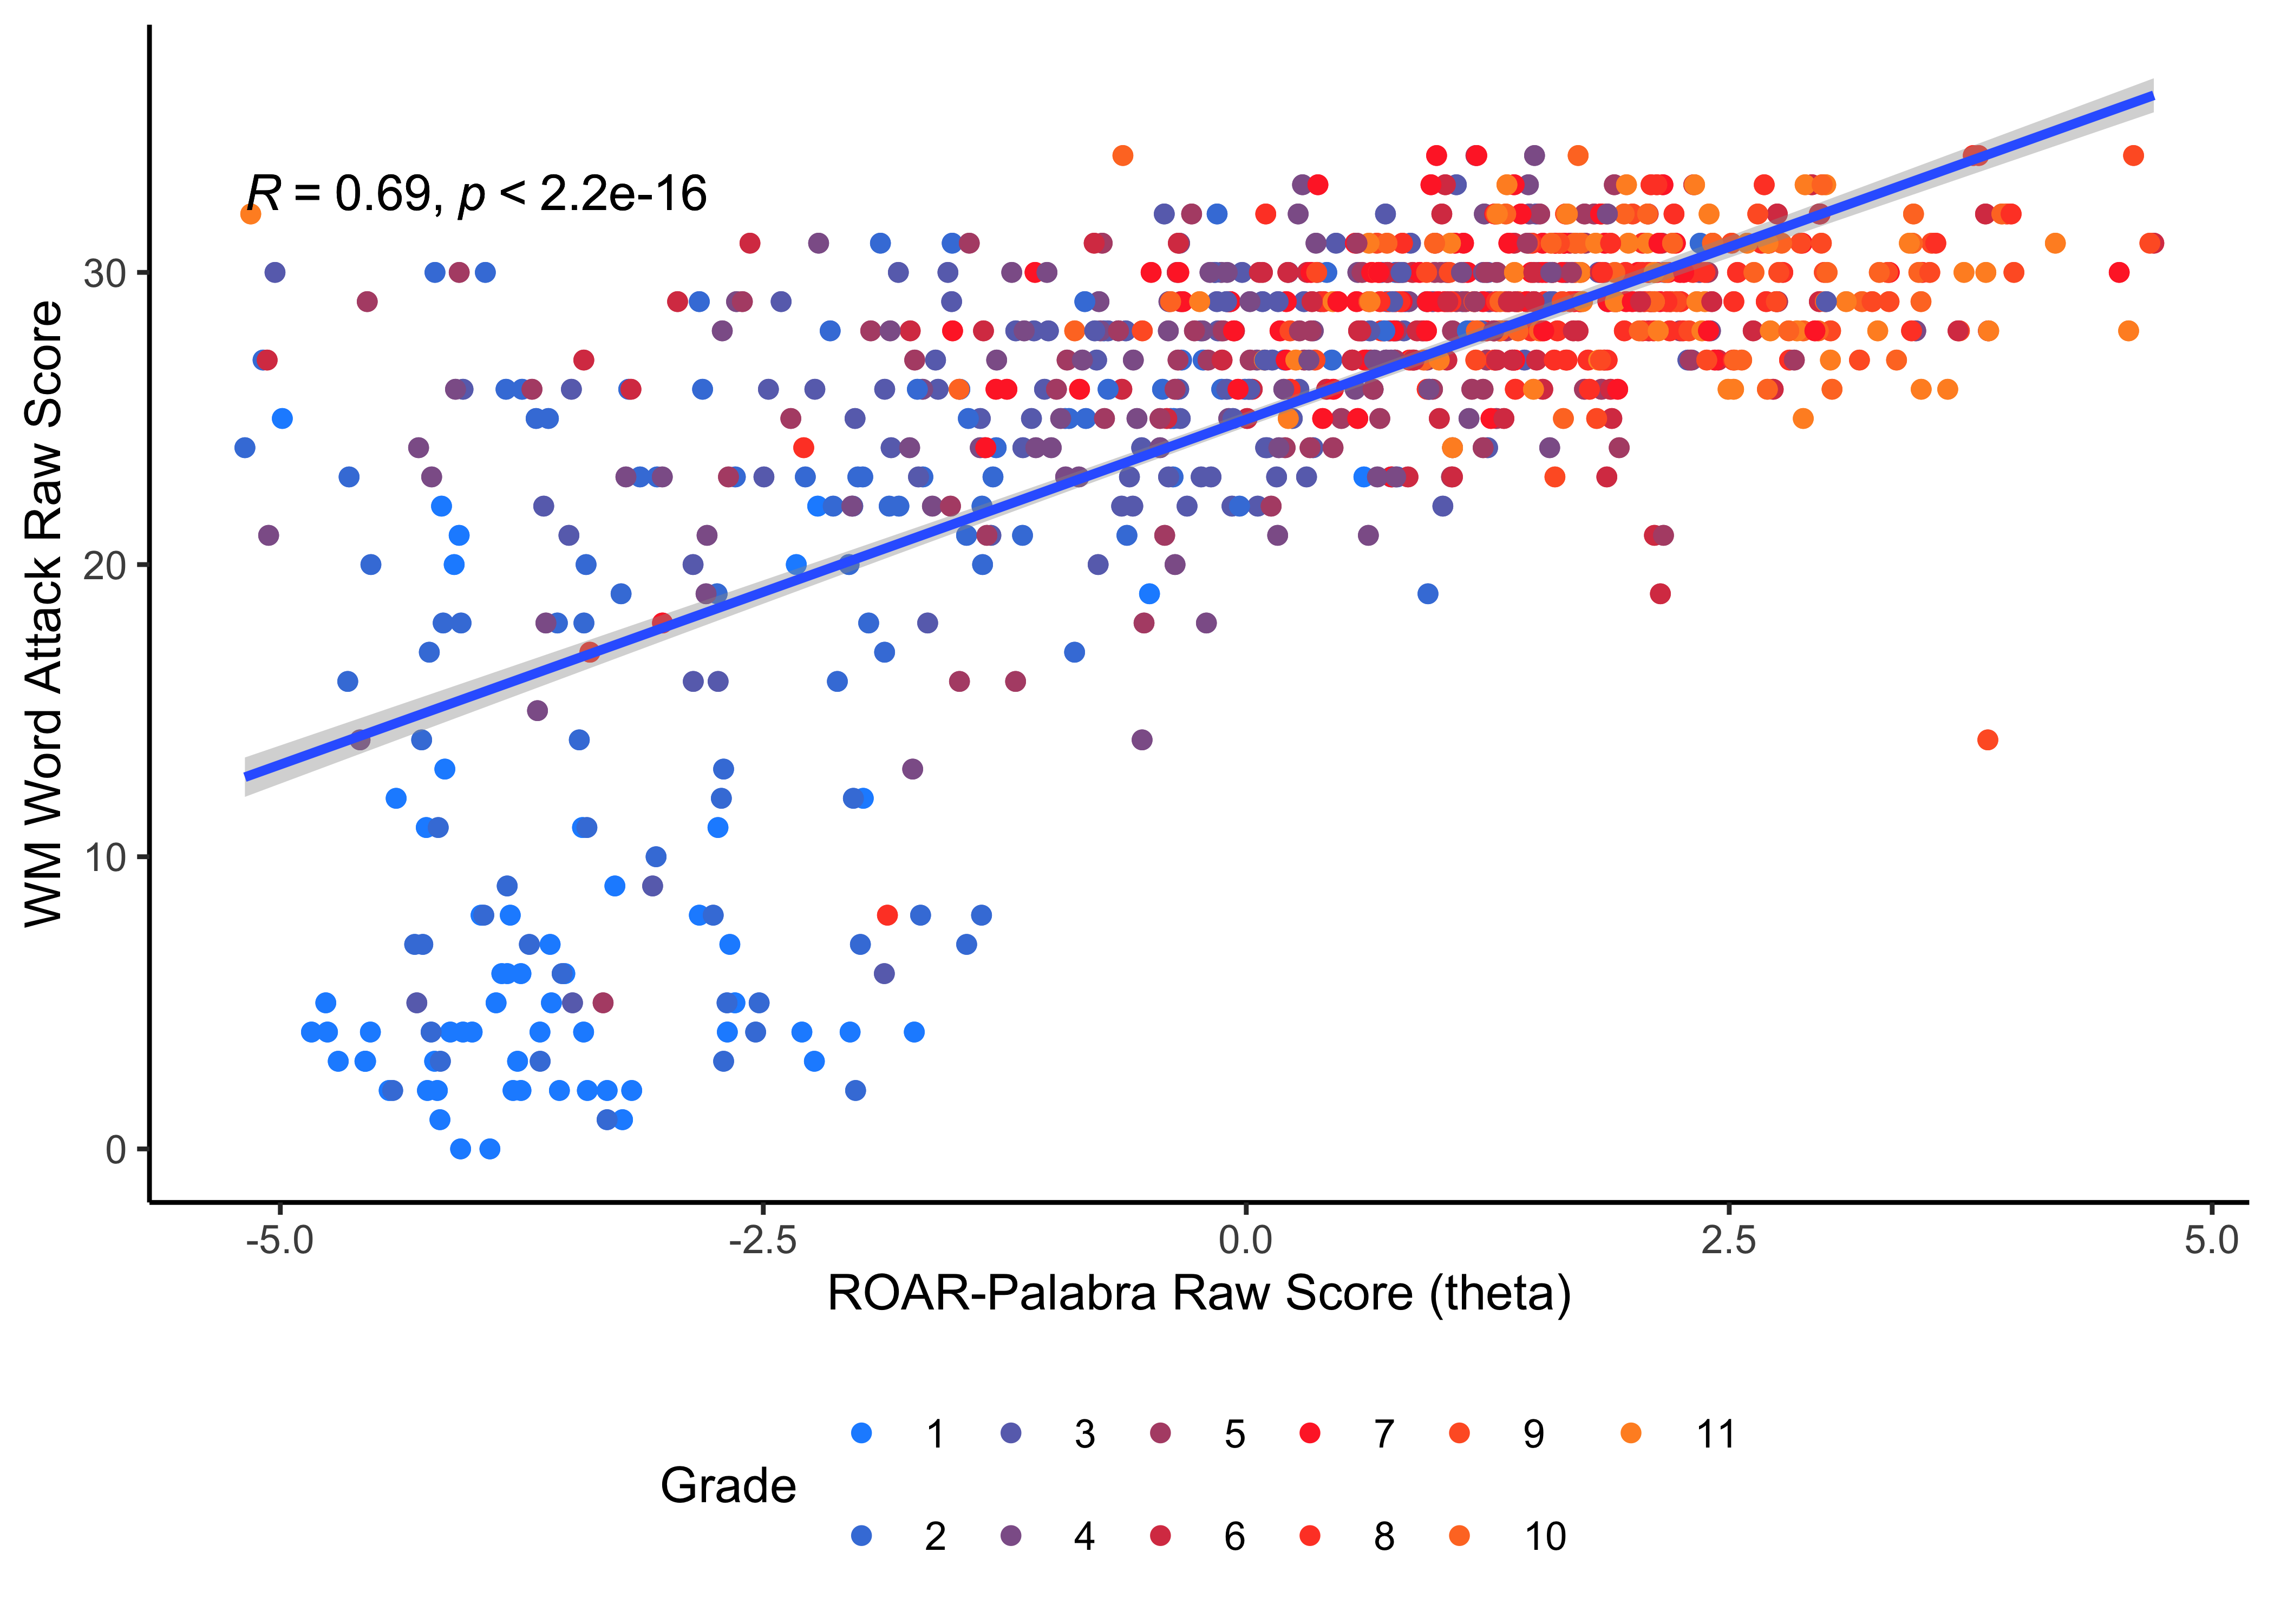 R = 0.69, p < 2.2e-16
WM Word Attack Raw Score
30
20
10
0
-5.0 -2.5 0.0 2.5 5.0
ROAR-Palabra Raw Score (theta)
Grade
1 3 5 7 9 11
2 4 6 8 10